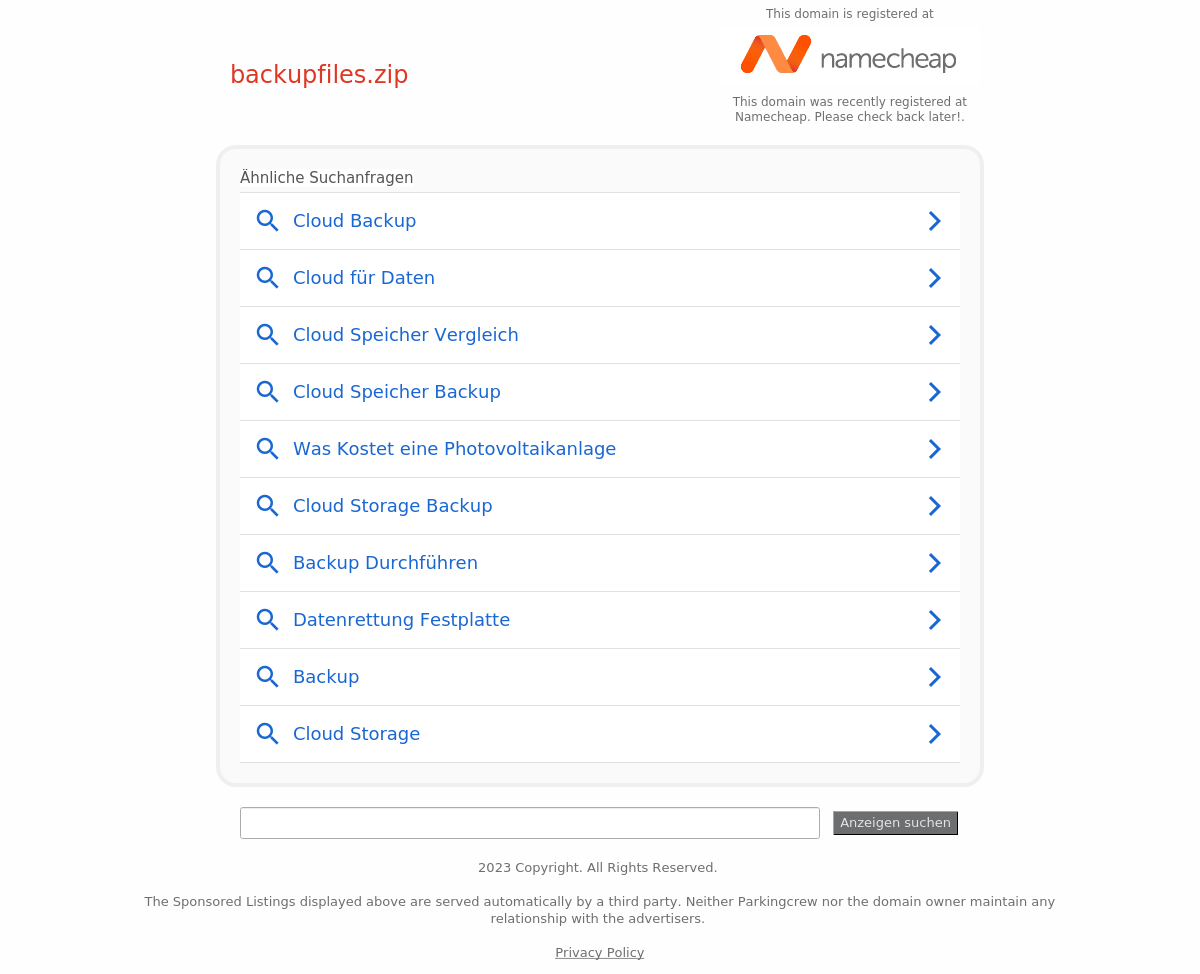 This domain is registered at
backupfiles.zip
namecheap
This domain was recently registered at
Namecheap. Please check back later!.
Ähnliche Suchanfragen
Cloud Backup
Cloud für Daten
Cloud Speicher Vergleich
Cloud Speicher Backup
Was Kostet eine Photovoltaikanlage
Cloud Storage Backup
Backup Durchführen
Datenrettung Festplatte
Backup
Cloud Storage
Anzeigen suchen
2023 Copyright. All Rights Reserved.
The Sponsored Listings displayed above are served automatically by a third party. Neither Parkingcrew nor the domain owner maintain any
relationship with the advertisers.
Privacy Policy